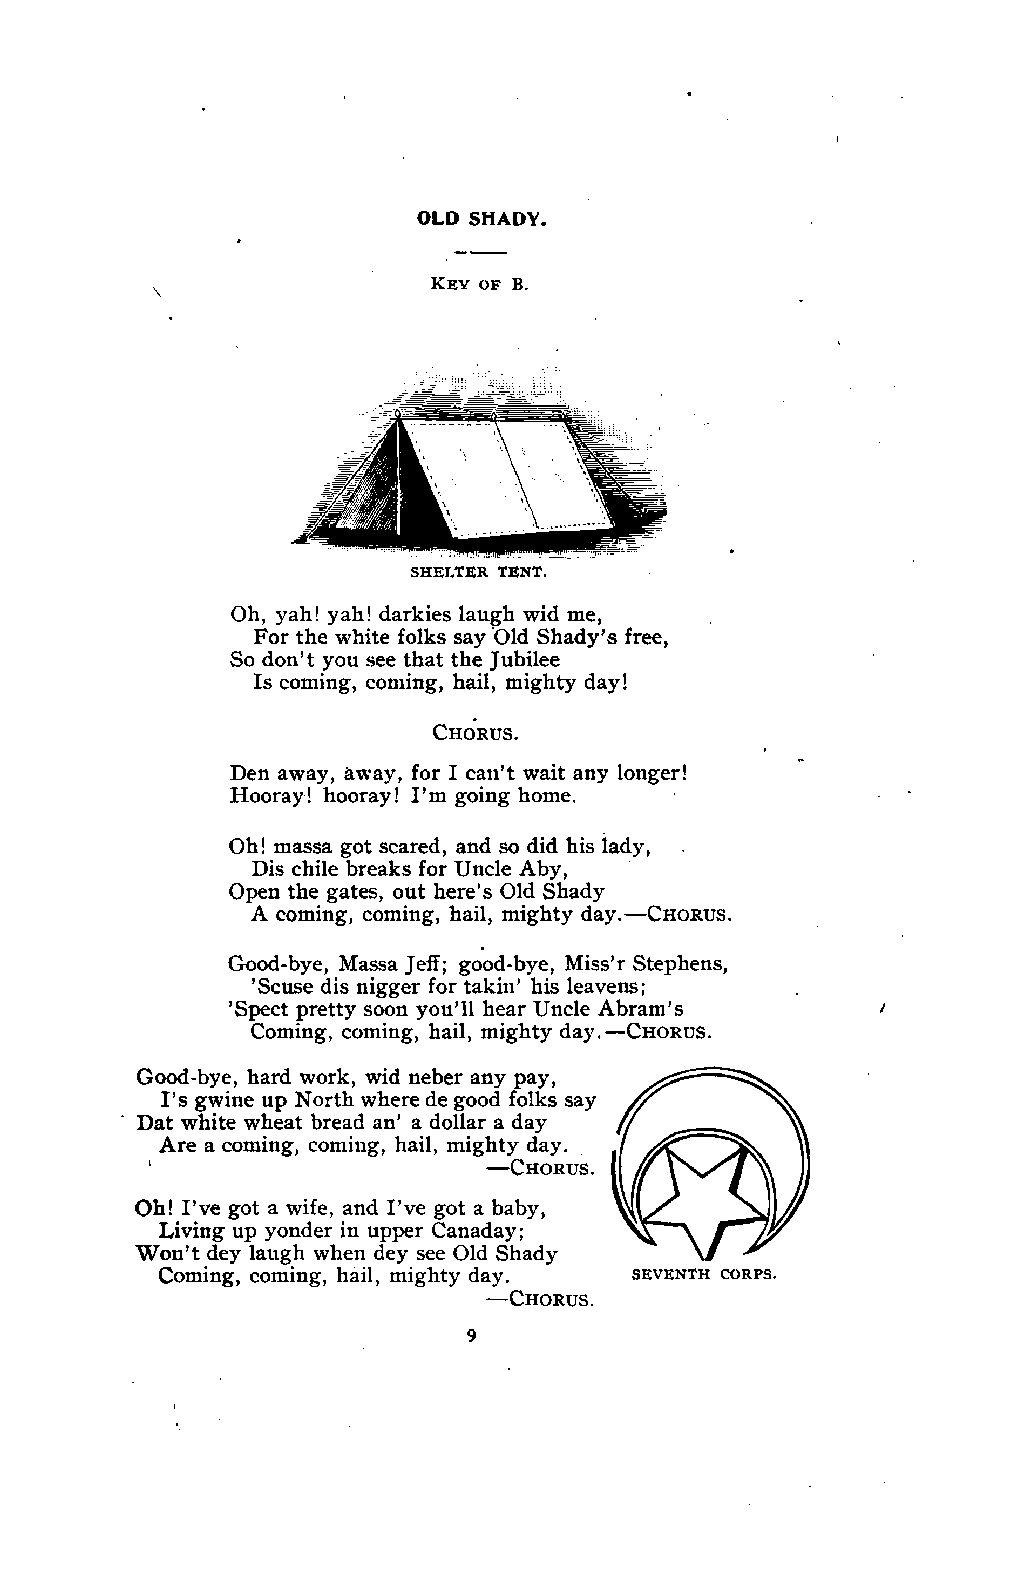 OLD SHADY.
KEY OF B.
SHELTER TENT.
Oh, yah! yah! darkies laugh wid me,
For the white folks say Old Shady's free,
So don't you see that the Jubilee
Is coming, coming, hail, mighty day!
CHORUS.
Den away, away, for I can't wait any longer!
Hooray! hooray! I'm going home.
Oh! massa got scared, and so did his lady,
Dis chile breaks for Uncle Aby,
Open the gates, out here's Old Shady
A coming, coming, hail, mighty day.—CHORUS.
Good-bye, Massa Jeff; good-bye, Miss'r Stephens,
'Scuse dis nigger for takin' his leavens;
'Spect pretty soon you'll hear Uncle Abram's
Coming, coming, hail, mighty day.—CHORUS.
Good-bye, hard work, wid neber any pay,
I's gwine up North where de good folks say
Dat white wheat bread an' a dollar a day
Are a coming, coming, hail, mighty day.
—CHORUS.
Oh! I've got a wife, and I've got a baby,
Living up yonder in upper Canaday;
Won't dey laugh when dey see Old Shady
Coming, coming, hail, mighty day.
—CHORUS.
SEVENTH CORPS.
9